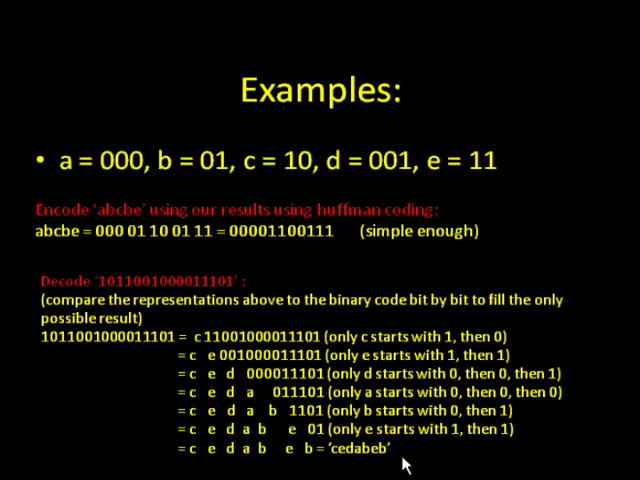 Examples:
• a = 000, b = 01, c = 10, d = 001, e = 11
Encode ‘abcbe’ using our results using huffman coding:
abcbe = 000 01 10 01 11 = 00001100111 (simple enough)
Decode ‘1011001000011101’ :
(compare the representations above to the binary code bit by bit to fill the only
possible result)
1011001000011101 = c 11001000011101 (only c starts with 1, then 0)
= c e 001000011101 (only e starts with 1, then 1)
= c e d 000011101 (only d starts with 0, then 0, then 1)
= c e d a 011101 (only a starts with 0, then 0, then 0)
= c e d a b 1101 (only b starts with 0, then 1)
= c e d a b e 01 (only e starts with 1, then 1)
= c e d a b e b = ‘cedabeb’